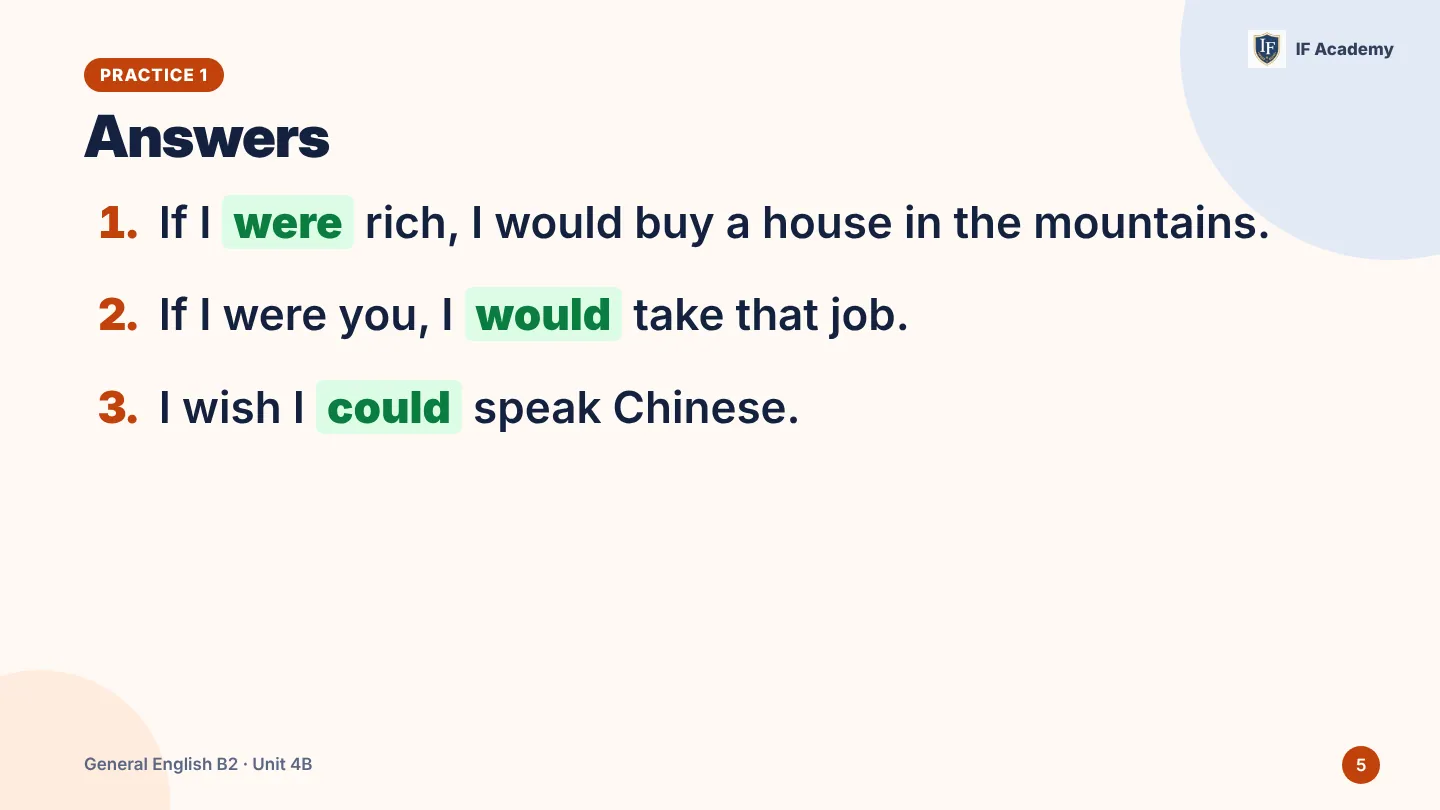 IF IF Academy
PRACTICE 1
Answers
1. If I were rich, I would buy a house in the mountains.
2. If I were you, I would take that job.
3. I wish I could speak Chinese.
General English B2 · Unit 4B
5